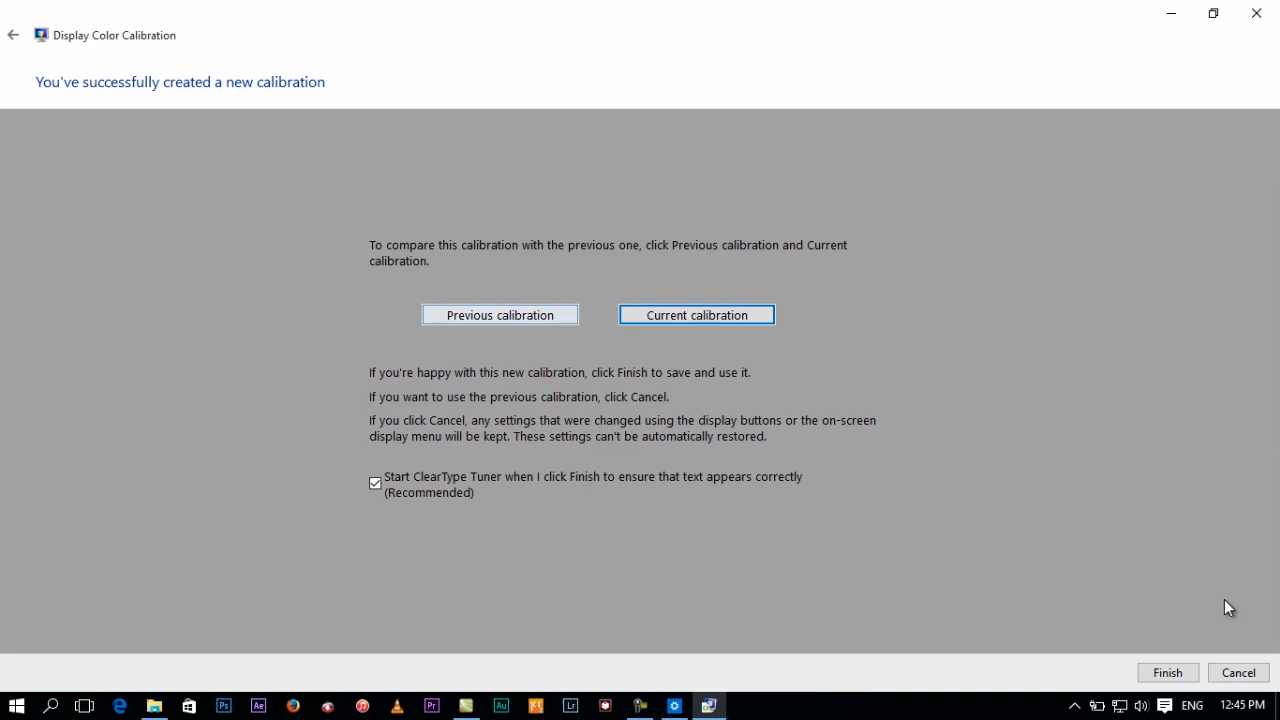 Display Color Calibration
You've successfully created a new calibration
To compare this calibration with the previous one, click Previous calibration and Current
calibration.
Previous calibration
Current calibration
If you're happy with this new calibration, click Finish to save and use it.
If you want to use the previous calibration, click Cancel.
If you click Cancel, any settings that were changed using the display buttons or the on-screen
display menu will be kept. These settings can't be automatically restored.
Start ClearType Tuner when I click Finish to ensure that text appears correctly
(Recommended)
Finish
Cancel
Ps
Ae
Pr
Au
Lr
ENG
12:45 PM